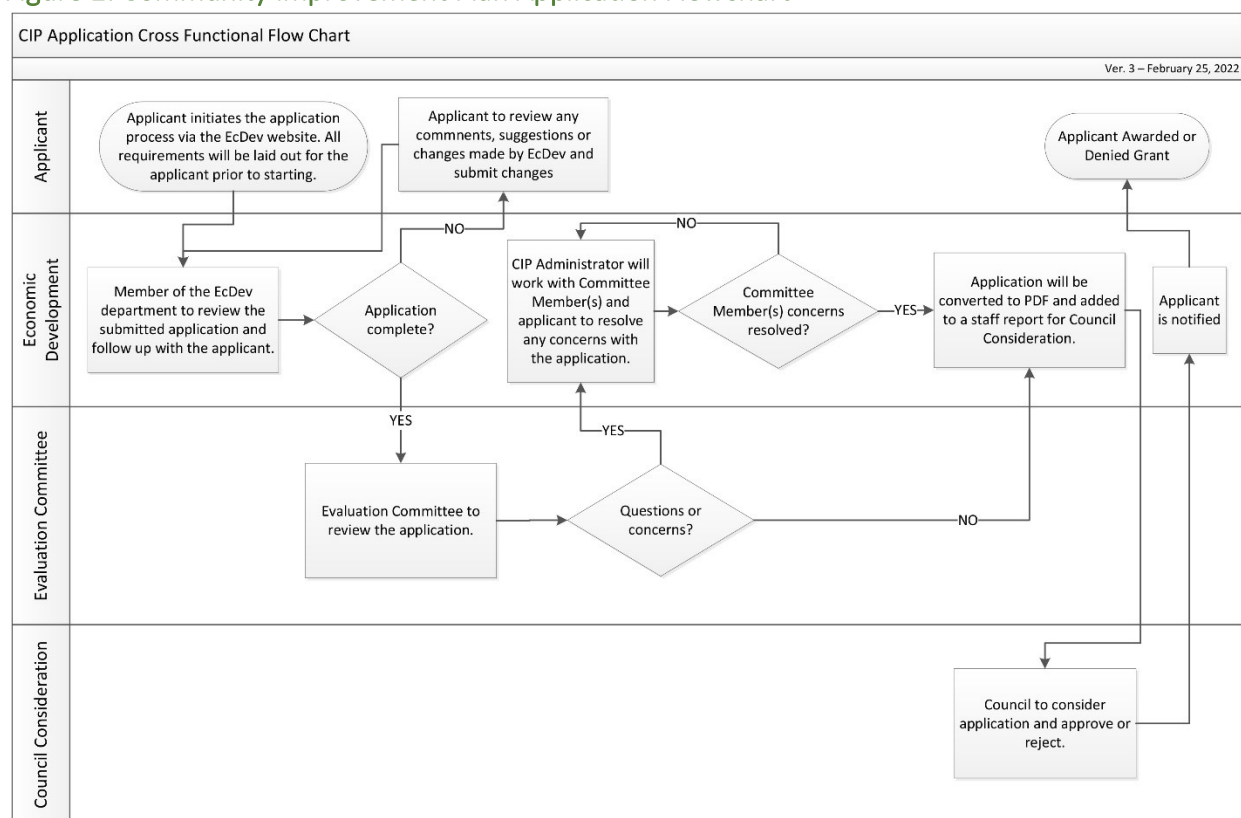 Figure Community Improvement Plan Application Flowchart
CIP Application Cross Functional Flow Chart
Ver. 3 – February 25, 2022
Applicant
Applicant initiates the application
process via the EcDev website. All
requirements will be laid out for the
applicant prior to starting.
Applicant to review any
commnents, suggestions or
changes made by EcDev and
submit changes
Applicant Awarded or
Denied Grant
Economic
Development
Member of the EcDev
department to review the
submitted application and
follow up with the applicant.
Application
complete?
NO
YES
CIP Administrator will
work with Committee
Member(s) and
applicant to resolve
any concerns with
the application.
NO
Committee
Member(s) concerns
resolved?
YES
Application will be
converted to PDF and added
to a staff report for Council
Consideration.
Applicant
is notified
Evaluation Committee
Evaluation Committee to
review the application.
YES
Questions or
concerns?
NO
Council Consideration
Council to consider
application and approve or
reject.